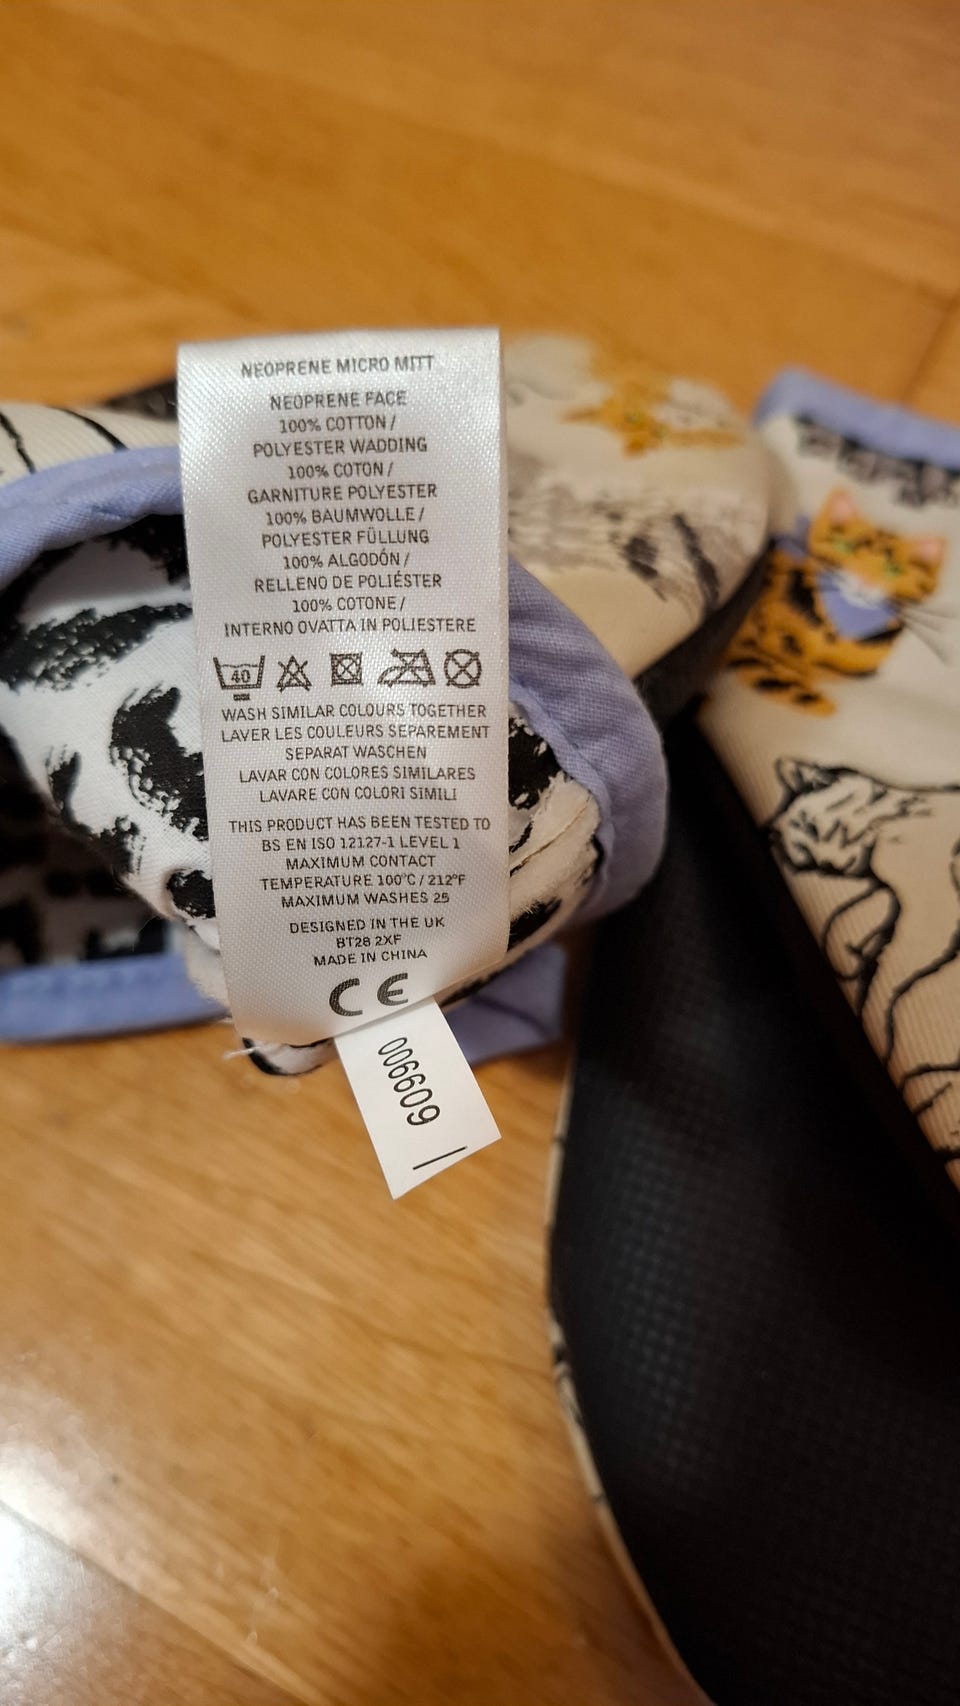 NEOPRENE MICRO MITT
NEOPRENE FACE
100% COTTON /
POLYESTER WADDING
100% COTON /
GARNITURE POLYESTER
100% BAUMWOLLE /
POLYESTER FÜLLUNG
100% ALGODÓN /
RELLENO DE POLIÉSTER
100% COTONE /
INTERNO OVATTA IN POLIESTERE
40
WASH SIMILAR COLOURS TOGETHER
LAVER LES COULEURS SEPAREMENT
SEPARAT WASCHEN
LAVAR CON COLORES SIMILARES
LAVARE CON COLORI SIMILI
THIS PRODUCT HAS BEEN TESTED TO
BS EN ISO 12127-1 LEVEL 1
MAXIMUM CONTACT
TEMPERATURE 100°C / 212°F
MAXIMUM WASHES 25
DESIGNED IN THE UK
BT28 2XF
MADE IN CHINA
CE
006609